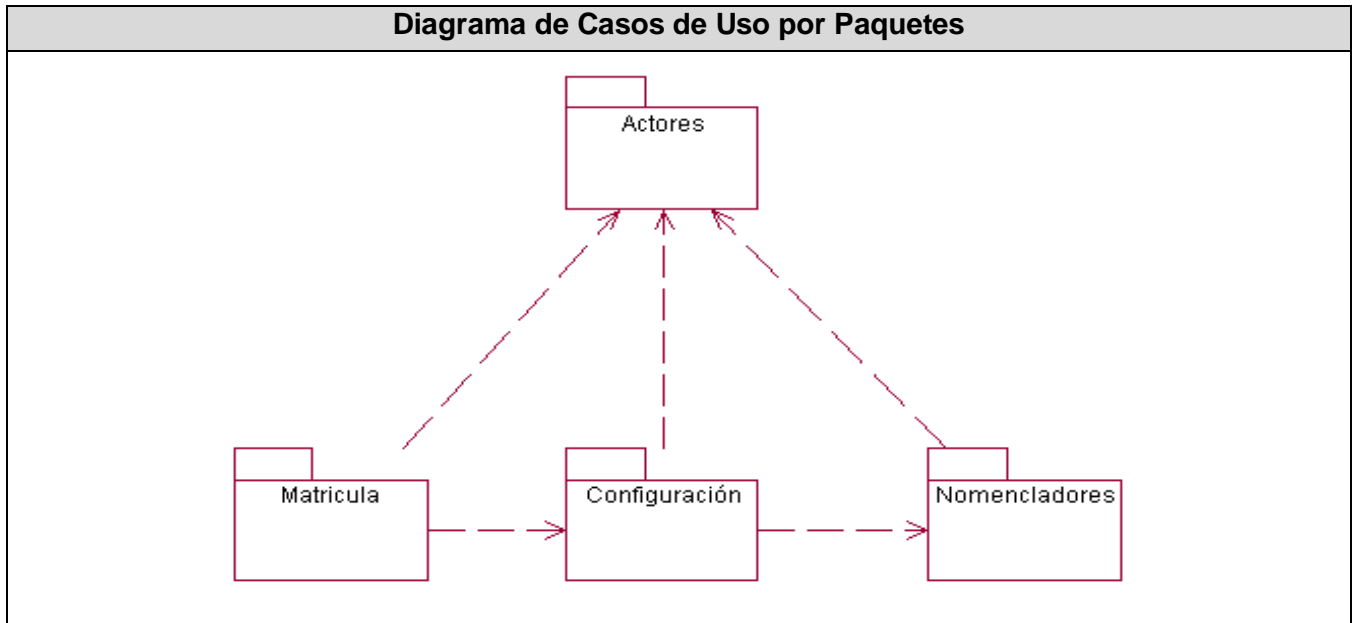 Diagrama de Casos de Uso por Paquetes
Actores
Matricula
Configuración
Nomencladores